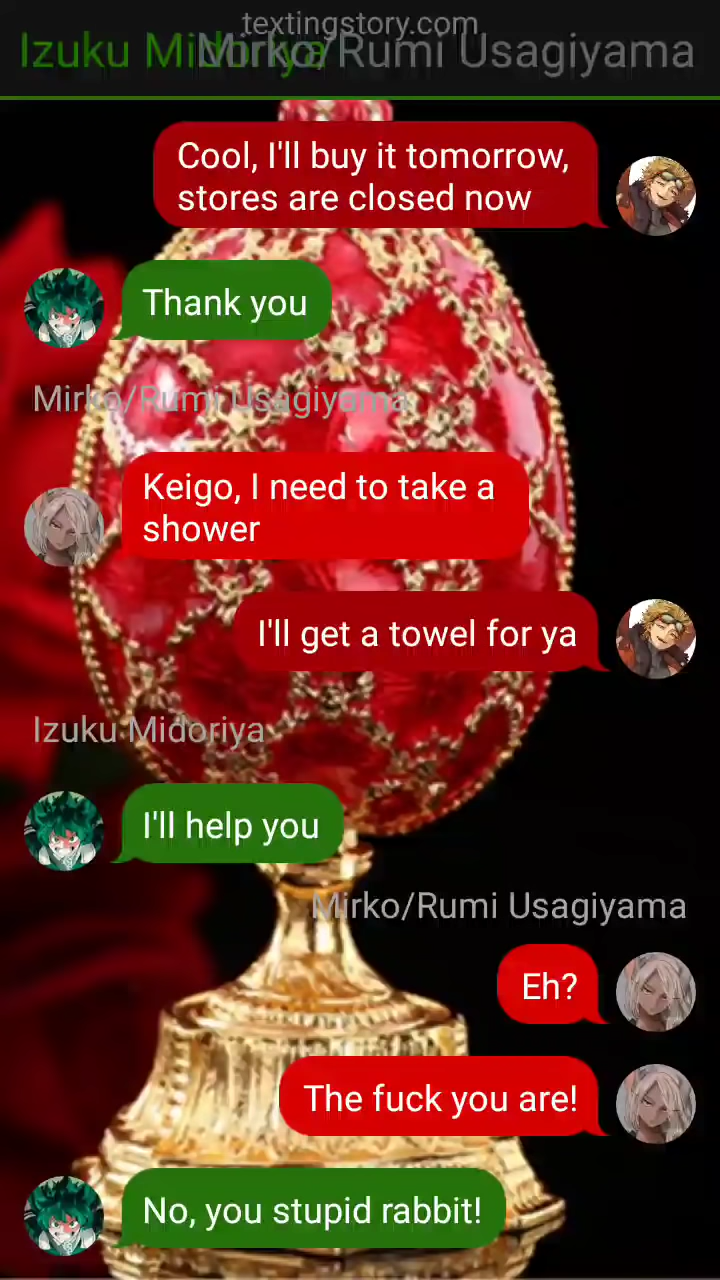 textingstory.com
Izuku Midoriya
Mirko/Rumi Usagiyama
Cool, I'll buy it tomorrow,
stores are closed now
Thank you
Mirko/Rumi Usagiyama
Keigo, I need to take a
shower
I'll get a towel for ya
Izuku Midoriya
I'll help you
Mirko/Rumi Usagiyama
Eh?
The fuck you are!
No, you stupid rabbit!